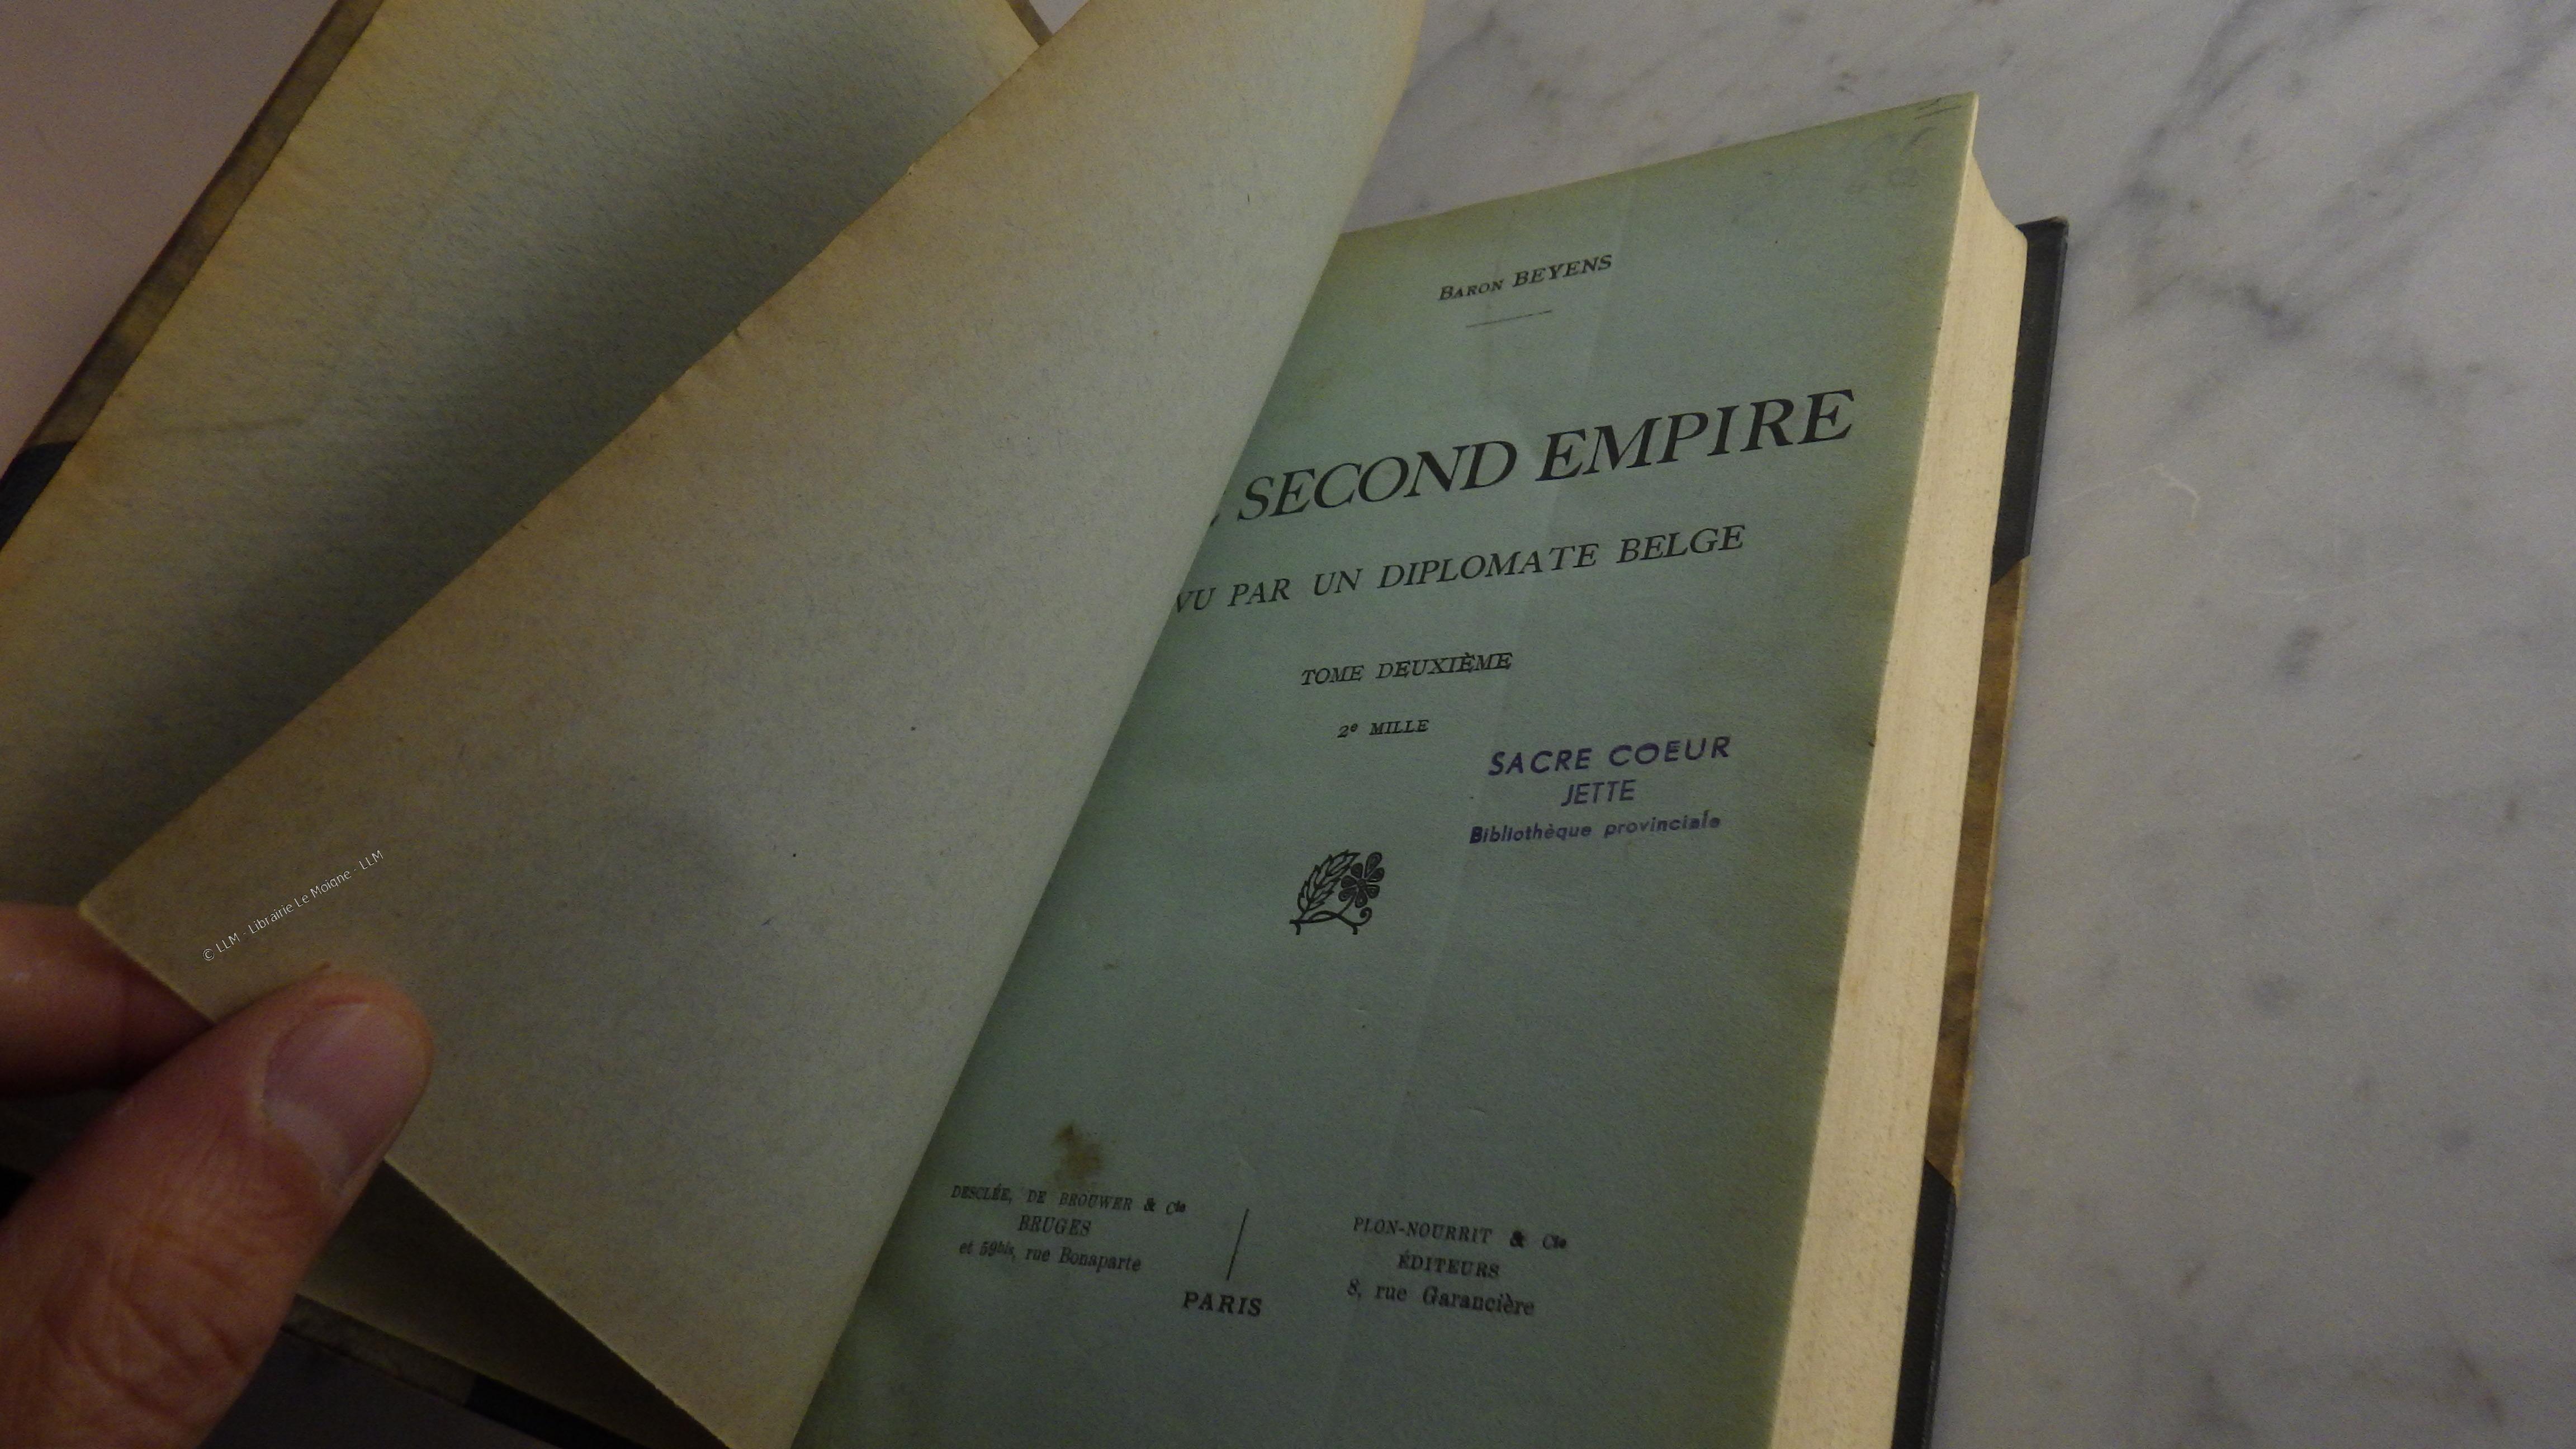 Baron BEYENS
SECOND EMPIRE
VU PAR UN DIPLOMATE BELGE
TOME DEUXIÈME
2e MILLE
SACRE COEUR
JETTE
Bibliothèque provinciale
DESCLÉE, DE BROUWER & Cie
BRUGES
et 59bis, rue Bonaparte
PLON-NOURRIT & Cie
ÉDITEURS
8, rue Garancière
PARIS
© LLM - Librairie Le Moigne - LLM